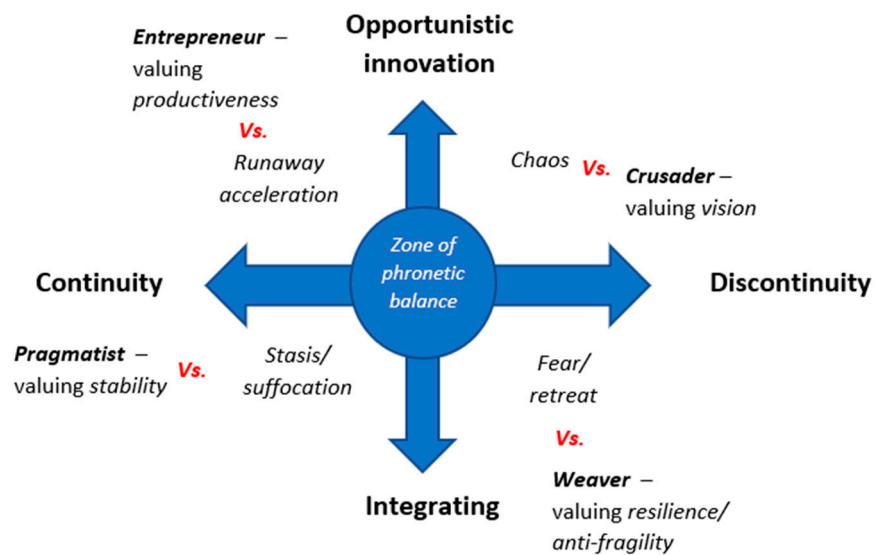 Opportunistic
innovation
Entrepreneur –
valuing
productiveness
Vs.
Runaway
acceleration
Chaos Vs. Crusader –
valuing vision
Zone of
phronetic
balance
Continuity
Discontinuity
Pragmatist –
valuing stability
Vs.
Stasis/
suffocation
Fear/
retreat
Vs.
Weaver –
valuing resilience/
anti-fragility
Integrating